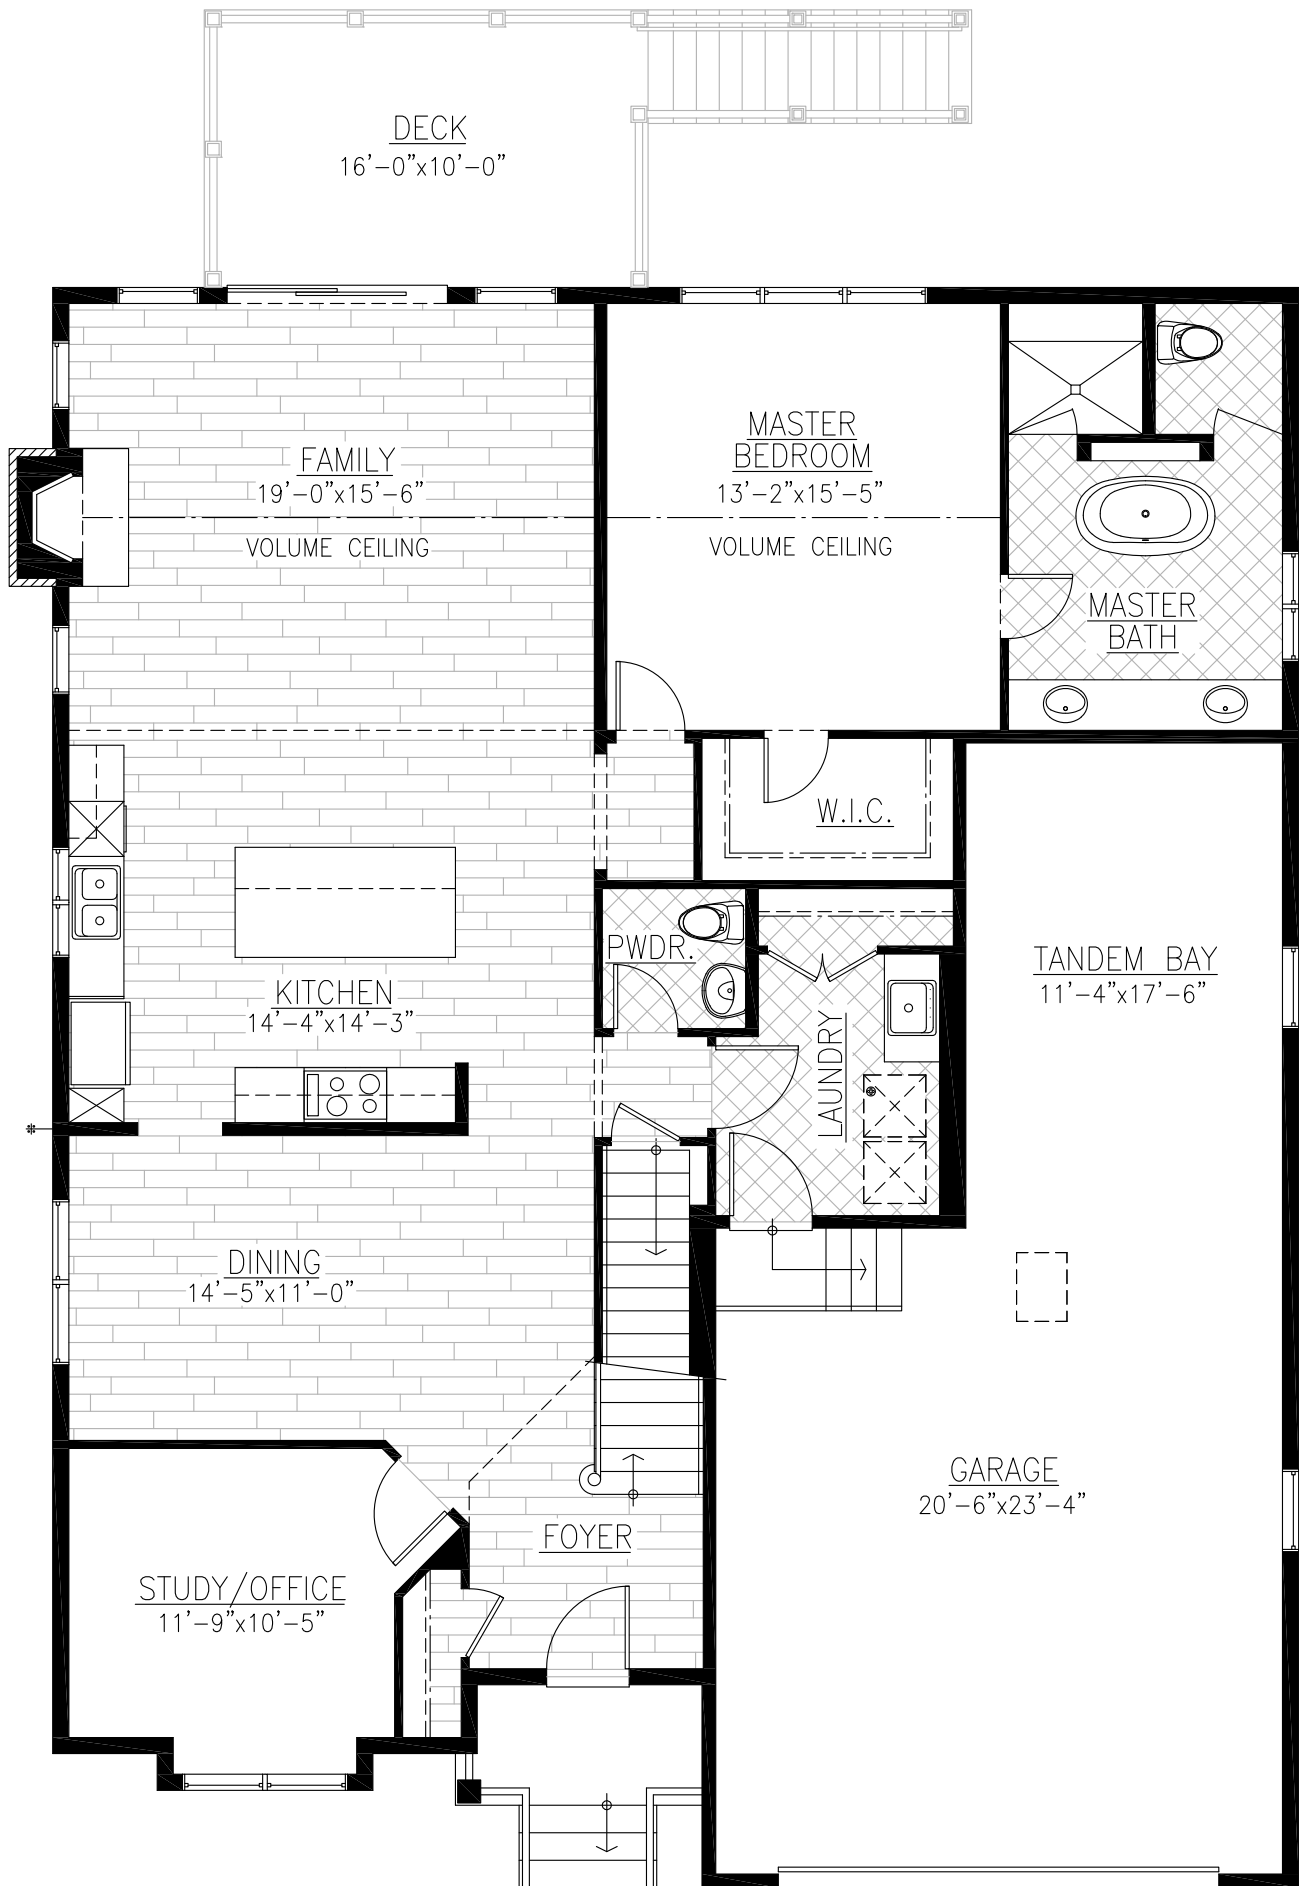 DECK
16'-0"x10'-0"
FAMILY
19'-0"x15'-6"
VOLUME CEILING
MASTER
BEDROOM
13'-2"x15'-5"
VOLUME CEILING
MASTER
BATH
W.I.C.
PWDR.
KITCHEN
14'-4"x14'-3"
LAUNDRY
TANDEM BAY
11'-4"x17'-6"
DINING
14'-5"x11'-0"
GARAGE
20'-6"x23'-4"
FOYER
STUDY/OFFICE
11'-9"x10'-5"